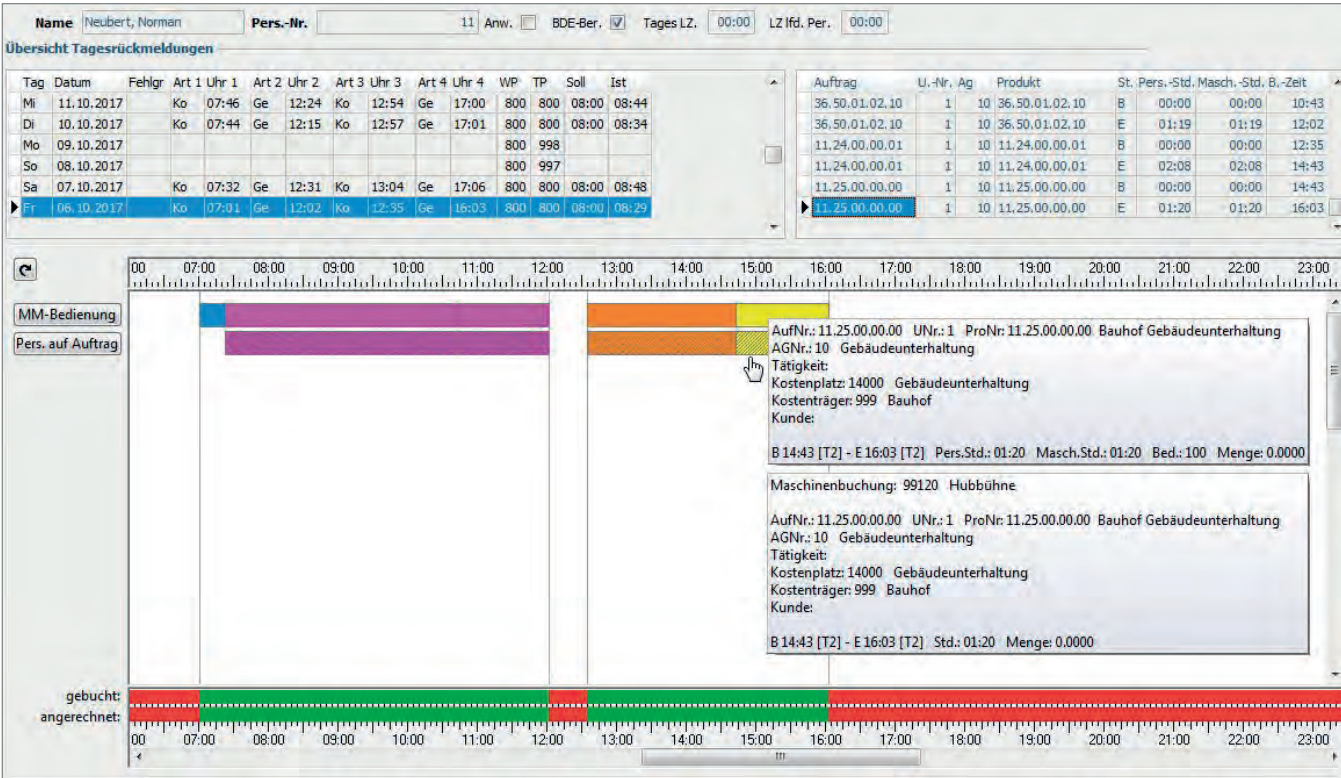 Name Neubert, Norman Pers.-Nr. 11 Anw. BDE-Ber. Tages LZ. 00:00 LZ lfd. Per. 00:00
Übersicht Tagesrückmeldungen
Tag Datum Fehlgr Art 1 Uhr 1 Art 2 Uhr 2 Art 3 Uhr 3 Art 4 Uhr 4 WP TP Soll Ist
Mi 11.10.2017 Ko 07:46 Ge 12:24 Ko 12:54 Ge 17:00 800 800 08:00 08:44
Di 10.10.2017 Ko 07:44 Ge 12:15 Ko 12:57 Ge 17:01 800 800 08:00 08:34
Mo 09.10.2017 800 998
So 08.10.2017 800 997
Sa 07.10.2017 Ko 07:32 Ge 12:31 Ko 13:04 Ge 17:06 800 800 08:00 08:48
Fr 06.10.2017 Ko 07:01 Ge 12:02 Ko 12:35 Ge 16:03 800 800 08:00 08:29
Auftrag U.-Nr. Ag Produkt St. Pers.-Std. Masch.-Std. B.-Zeit
36.50.01.02.10 1 10 36.50.01.02.10 B 00:00 00:00 10:43
36.50.01.02.10 1 10 36.50.01.02.10 E 01:19 01:19 12:02
11.24.00.00.01 1 10 11.24.00.00.01 B 00:00 00:00 12:35
11.24.00.00.01 1 10 11.24.00.00.01 E 02:08 02:08 14:43
11.25.00.00.00 1 10 11.25.00.00.00 B 00:00 00:00 14:43
11.25.00.00.00 1 10 11.25.00.00.00 E 01:20 01:20 16:03
00 07:00 08:00 09:00 10:00 11:00 12:00 13:00 14:00 15:00 16:00 17:00 18:00 19:00 20:00 21:00 22:00 23:00
MM-Bedienung
Pers. auf Auftrag
AufNr.: 11.25.00.00.00 UNr.: 1 ProNr: 11.25.00.00.00 Bauhof Gebäudeunterhaltung
AGNr.: 10 Gebäudeunterhaltung
Tätigkeit:
Kostenplatz: 14000 Gebäudeunterhaltung
Kostenträger: 999 Bauhof
Kunde:
B 14:43 [T2] - E 16:03 [T2] Pers.Std.: 01:20 Masch.Std.: 01:20 Bed.: 100 Menge: 0.0000
Maschinenbuchung: 99120 Hubbühne
AufNr.: 11.25.00.00.00 UNr.: 1 ProNr: 11.25.00.00.00 Bauhof Gebäudeunterhaltung
AGNr.: 10 Gebäudeunterhaltung
Tätigkeit:
Kostenplatz: 14000 Gebäudeunterhaltung
Kostenträger: 999 Bauhof
Kunde:
B 14:43 [T2] - E 16:03 [T2] Std.: 01:20 Menge: 0.0000
gebucht:
angerechnet:
00 07:00 08:00 09:00 10:00 11:00 12:00 13:00 14:00 15:00 16:00 17:00 18:00 19:00 20:00 21:00 22:00 23:00